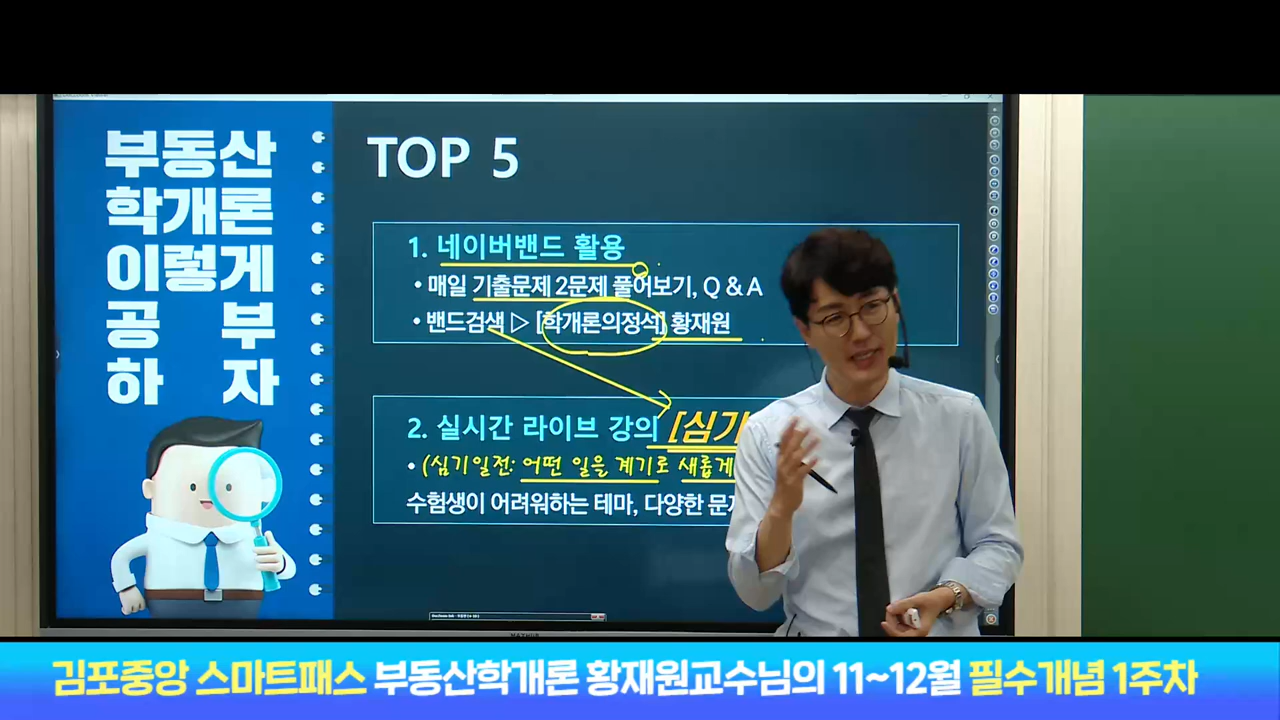 부동산
학개론
이렇게
공 부
하 자
TOP 5
1. 네이버밴드 활용
• 매일 기출문제 2문제 풀어보기, Q & A
• 밴드검색 ▷ [학개론의정석] 황재원
2. 실시간 라이브 강의 [심기
• (심기일전: 어떤 일을 계기로 새롭게
수험생이 어려워하는 테마, 다양한 문
김포중앙 스마트패스 부동산학개론 황재원교수님의 11~12월 필수개념 1주차